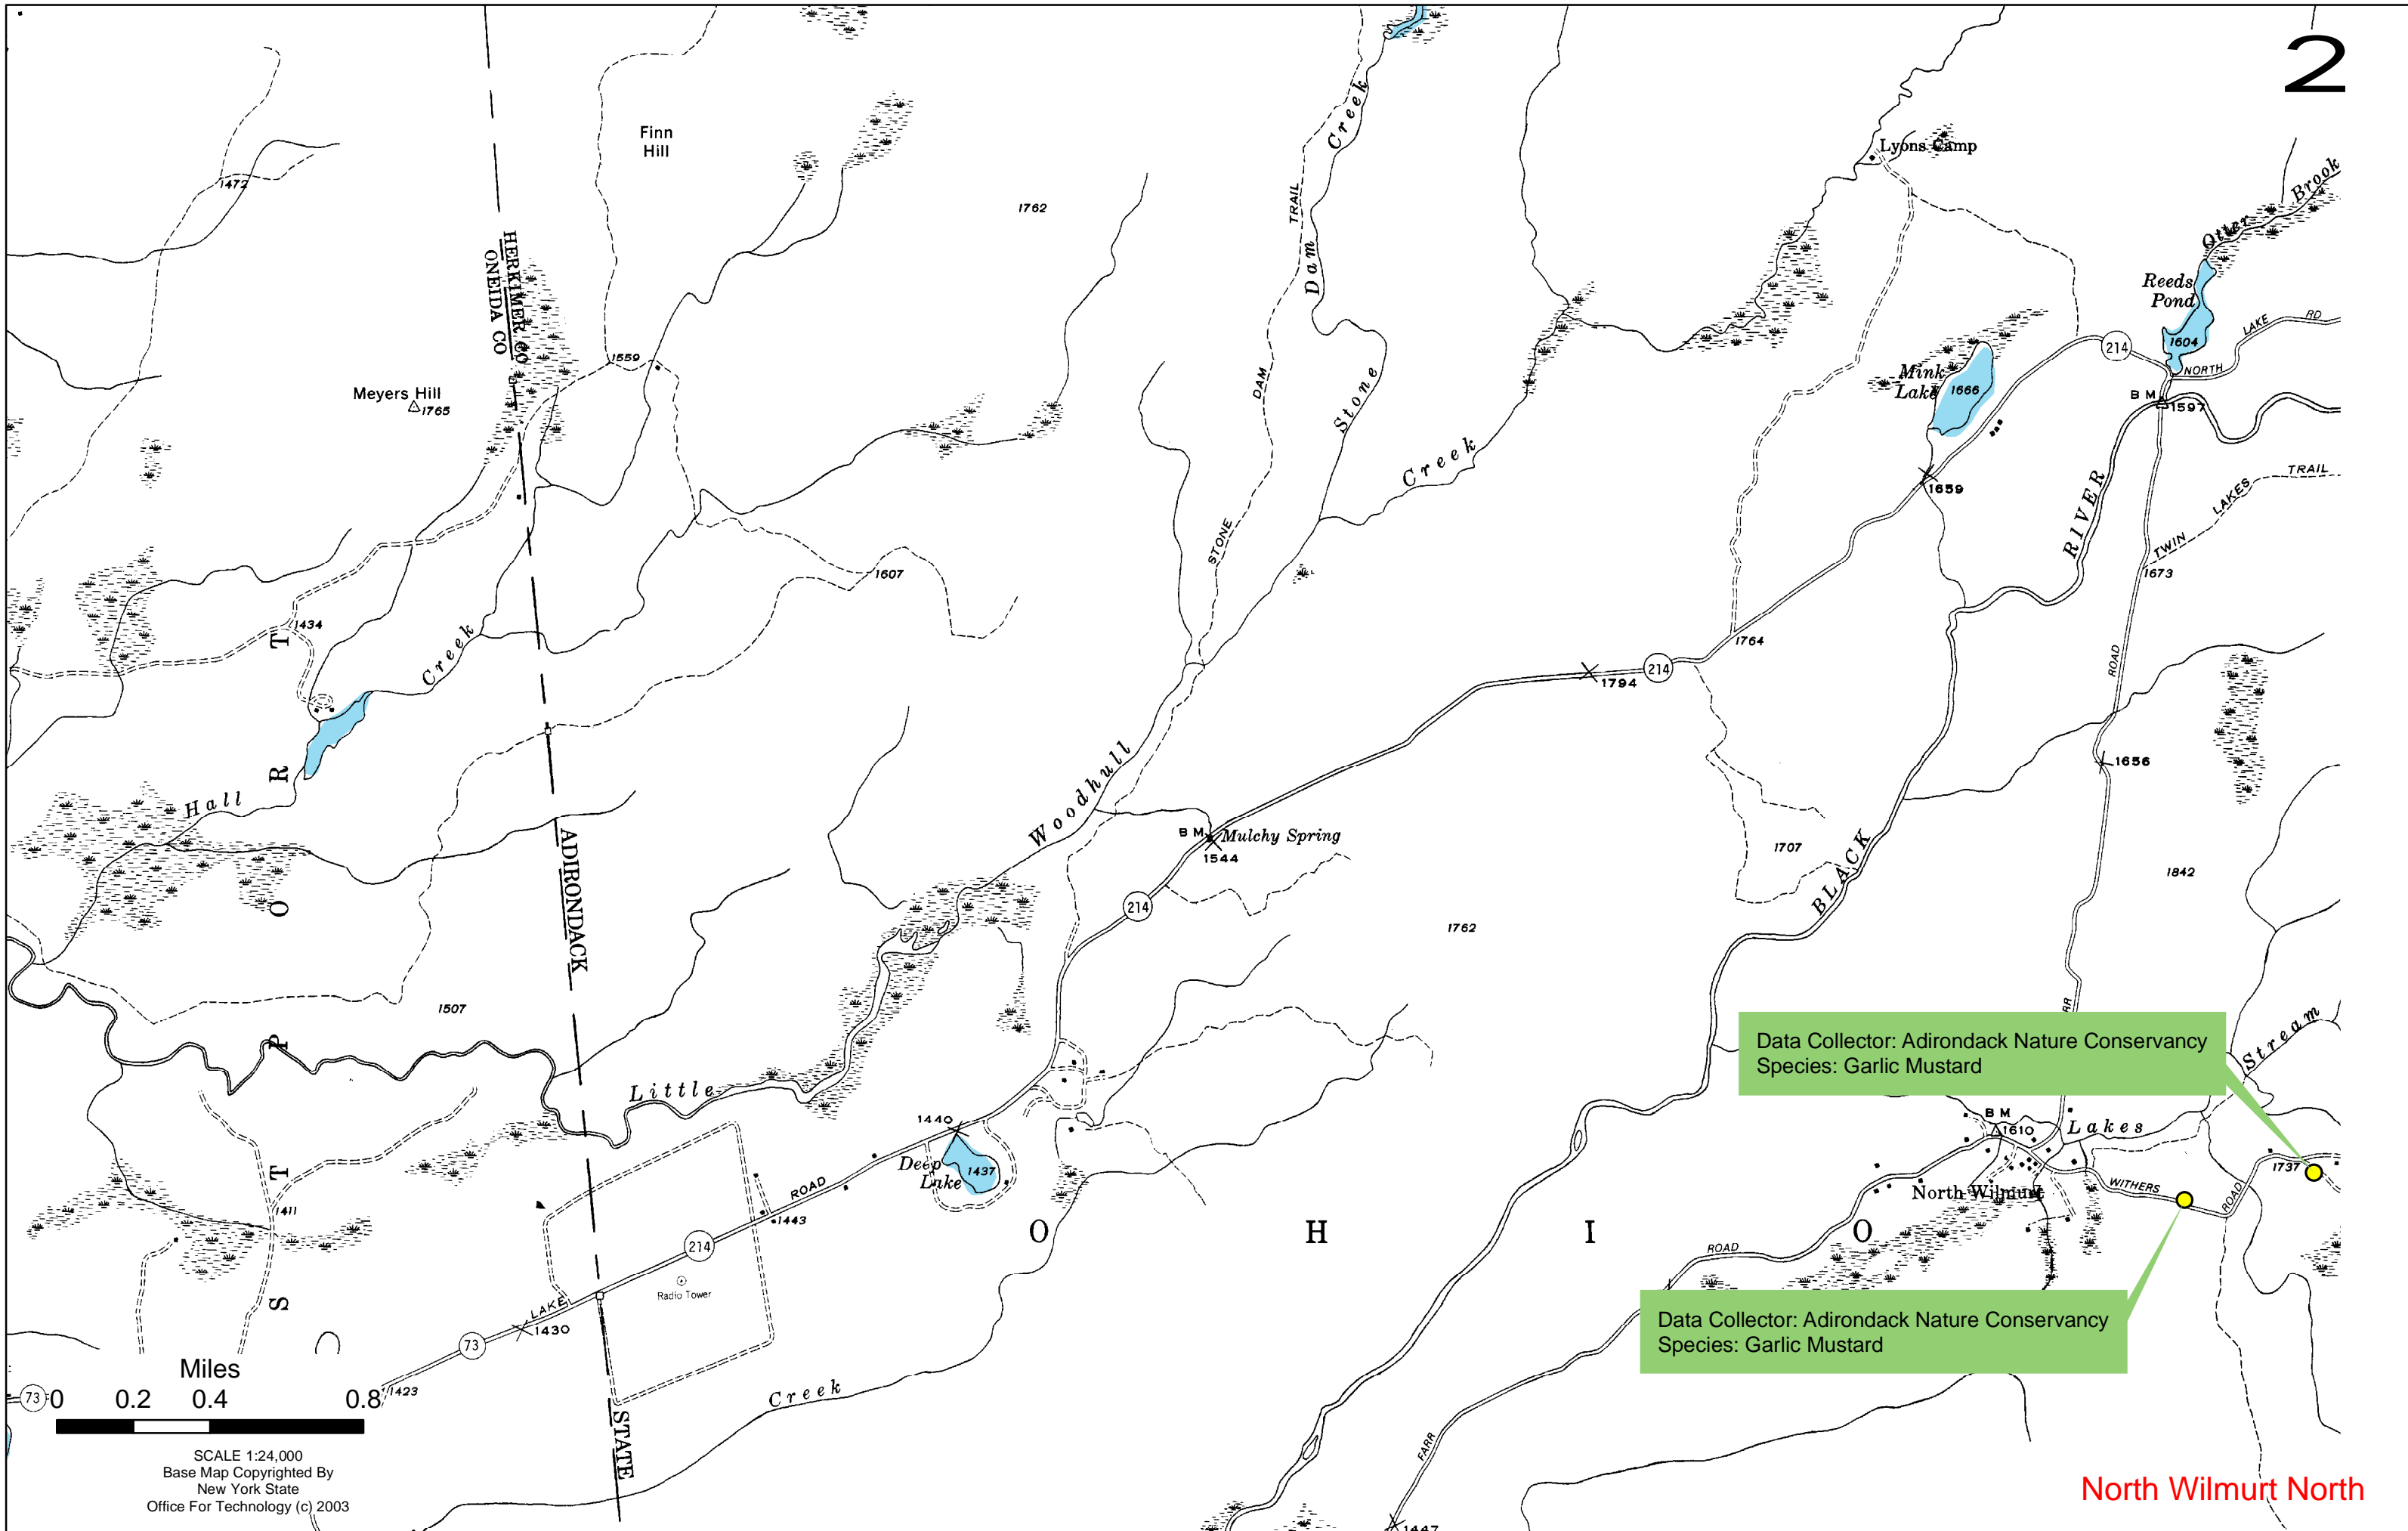 2
Finn
Hill
Lyons Camp
1472
1762
TRAIL
Dam Creek
Otter Brook
Reeds
Pond
1604
LAKE RD
NORTH
214
HERKIMER CO
ONEIDA CO
1559
Meyers Hill
1765
DAM
Stone
Creek
Mink
Lake
1666
B M
1597
1659
RIVER
LAKES
TRAIL
TWIN
1673
STONE
1607
1434
T
Creek
1764
214
1794
ROAD
R
Hall
Woodhull
B M
Mulchy Spring
1544
1656
1707
1842
BLACK
O
ADIRONDACK
214
1762
1507
P
RR
Data Collector: Adirondack Nature Conservancy
Species: Garlic Mustard
Stream
Little
1440
Deep
Lake
1437
B M
1610
Lakes
1737
T
1411
ROAD
1443
North Wilmurt
WITHERS
ROAD
O H I O
214
ROAD
Radio Tower
S
LAKE
1430
73
Data Collector: Adirondack Nature Conservancy
Species: Garlic Mustard
Miles
0 0.2 0.4 0.8
73
1423
Creek
STATE
FARR
1447
SCALE 1:24,000
Base Map Copyrighted By
New York State
Office For Technology (c) 2003
North Wilmurt North